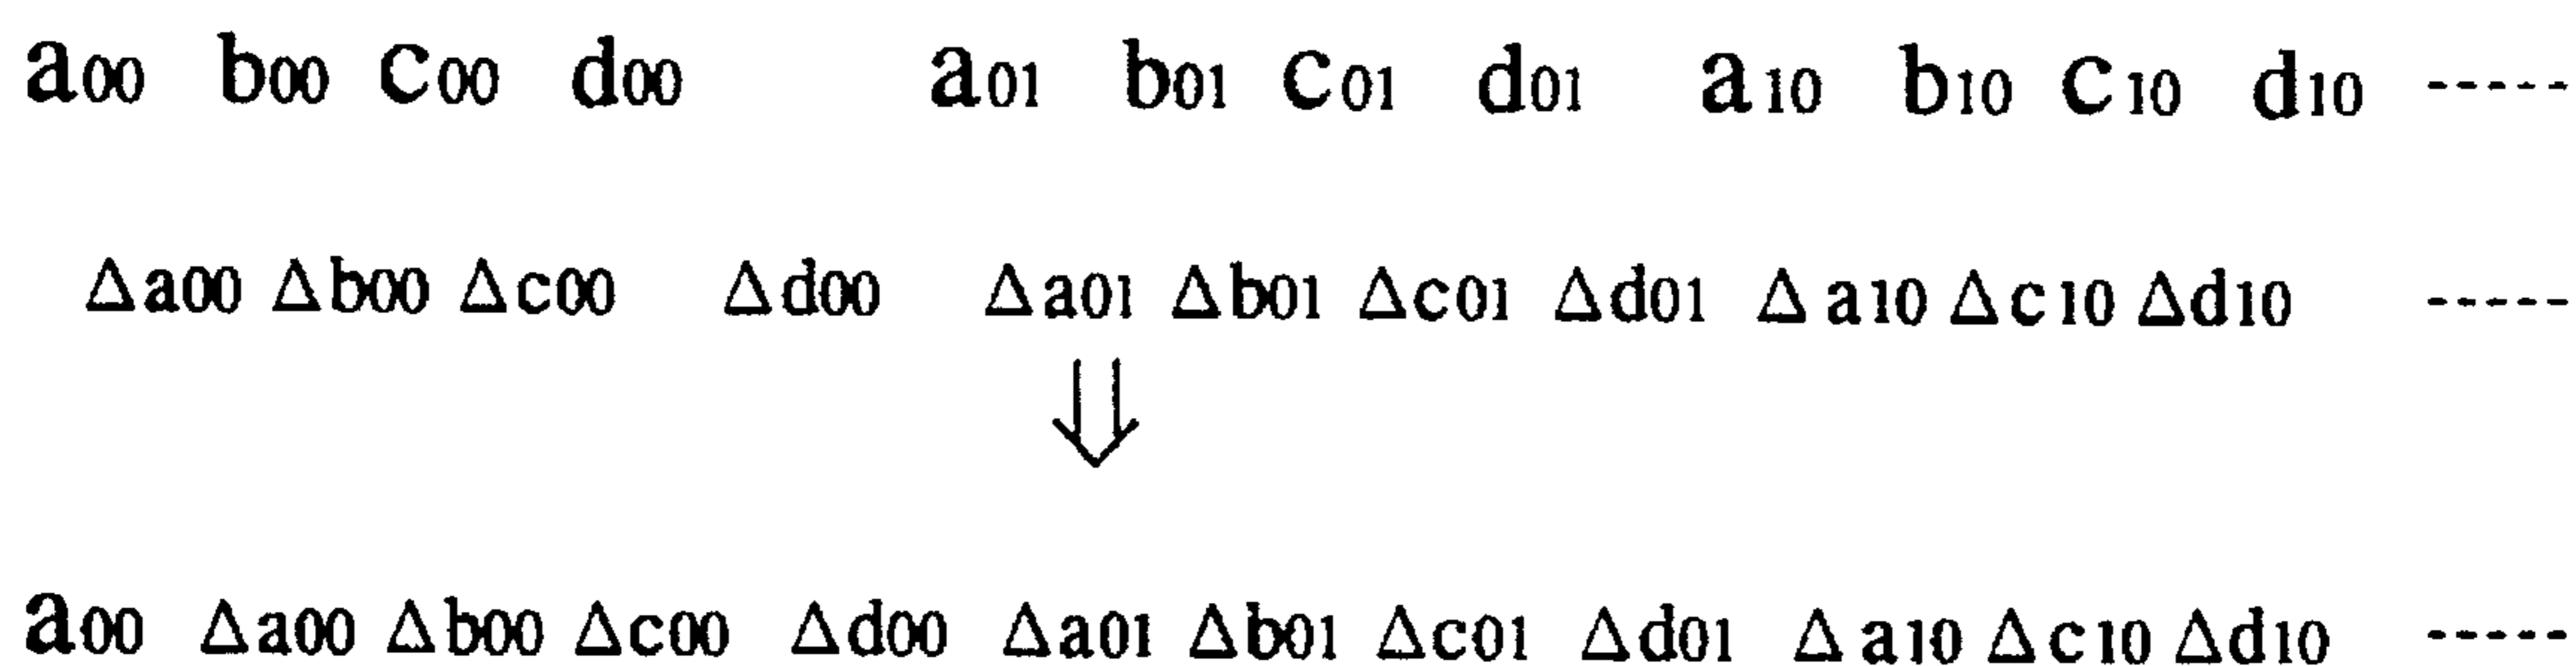 a00 b00 c00 d00 a01 b01 c01 d01 a10 b10 c10 d10 -----
Δa00 Δb00 Δc00 Δd00 Δa01 Δb01 Δc01 Δd01 Δa10 Δc10 Δd10 -----
⇓
a00 Δa00 Δb00 Δc00 Δd00 Δa01 Δb01 Δc01 Δd01 Δa10 Δc10 Δd10 -----